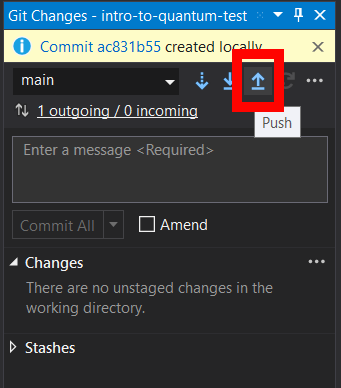 Git Changes - intro-to-quantum-test
Commit ac831b55 created locally
main
1 outgoing / 0 incoming
Push
Enter a message <Required>
Commit All
Amend
Changes
There are no unstaged changes in the
working directory.
Stashes